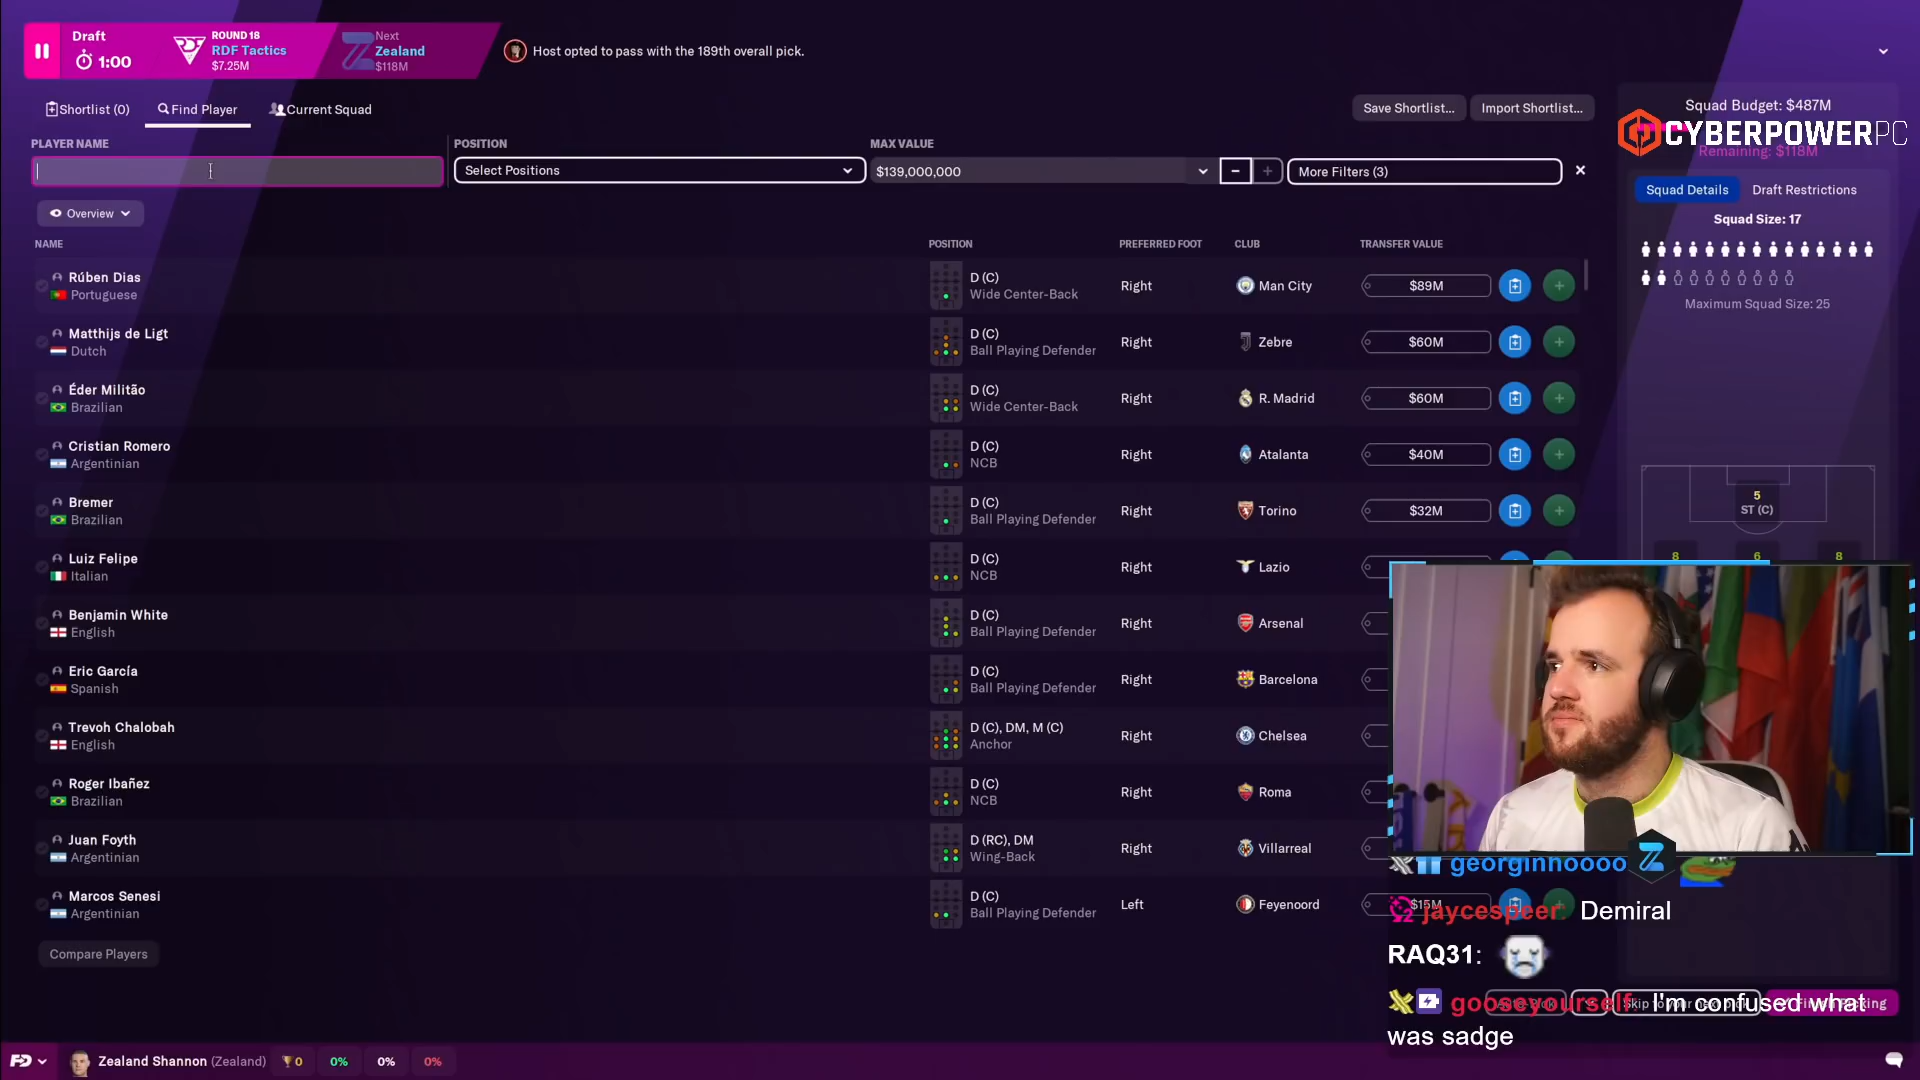 Draft
1:00
ROUND 18
RDF Tactics
$7.25M
Next
Zealand
$118M
Host opted to pass with the 189th overall pick.
Shortlist (0)
Find Player
Current Squad
Save Shortlist...
Import Shortlist...
PLAYER NAME
POSITION
Select Positions
MAX VALUE
$139,000,000
More Filters (3)
Overview
NAME
POSITION
PREFERRED FOOT
CLUB
TRANSFER VALUE
Rúben Dias
Portuguese
D (C)
Wide Center-Back
Right
Man City
$89M
Matthijs de Ligt
Dutch
D (C)
Ball Playing Defender
Right
Zebre
$60M
Éder Militão
Brazilian
D (C)
Wide Center-Back
Right
R. Madrid
$60M
Cristian Romero
Argentinian
D (C)
NCB
Right
Atalanta
$40M
Bremer
Brazilian
D (C)
Ball Playing Defender
Right
Torino
$32M
Luiz Felipe
Italian
D (C)
NCB
Right
Lazio
Benjamin White
English
D (C)
Ball Playing Defender
Right
Arsenal
Eric García
Spanish
D (C)
Ball Playing Defender
Right
Barcelona
Trevoh Chalobah
English
D (C), DM, M (C)
Anchor
Right
Chelsea
Roger Ibañez
Brazilian
D (C)
NCB
Right
Roma
Juan Foyth
Argentinian
D (RC), DM
Wing-Back
Right
Villarreal
Marcos Senesi
Argentinian
D (C)
Ball Playing Defender
Left
Feyenoord
$15M
Compare Players
Squad Budget: $487M
CYBERPOWERPC
Remaining: $118M
Squad Details
Draft Restrictions
Squad Size: 17
Maximum Squad Size: 25
5
ST (C)
8
6
8
georginhoooo
jaycespeer: Demiral
RAQ31:
gooseyourself: I'm confused what
was sadge
FD
Zealand Shannon (Zealand)
0
0%
0%
0%